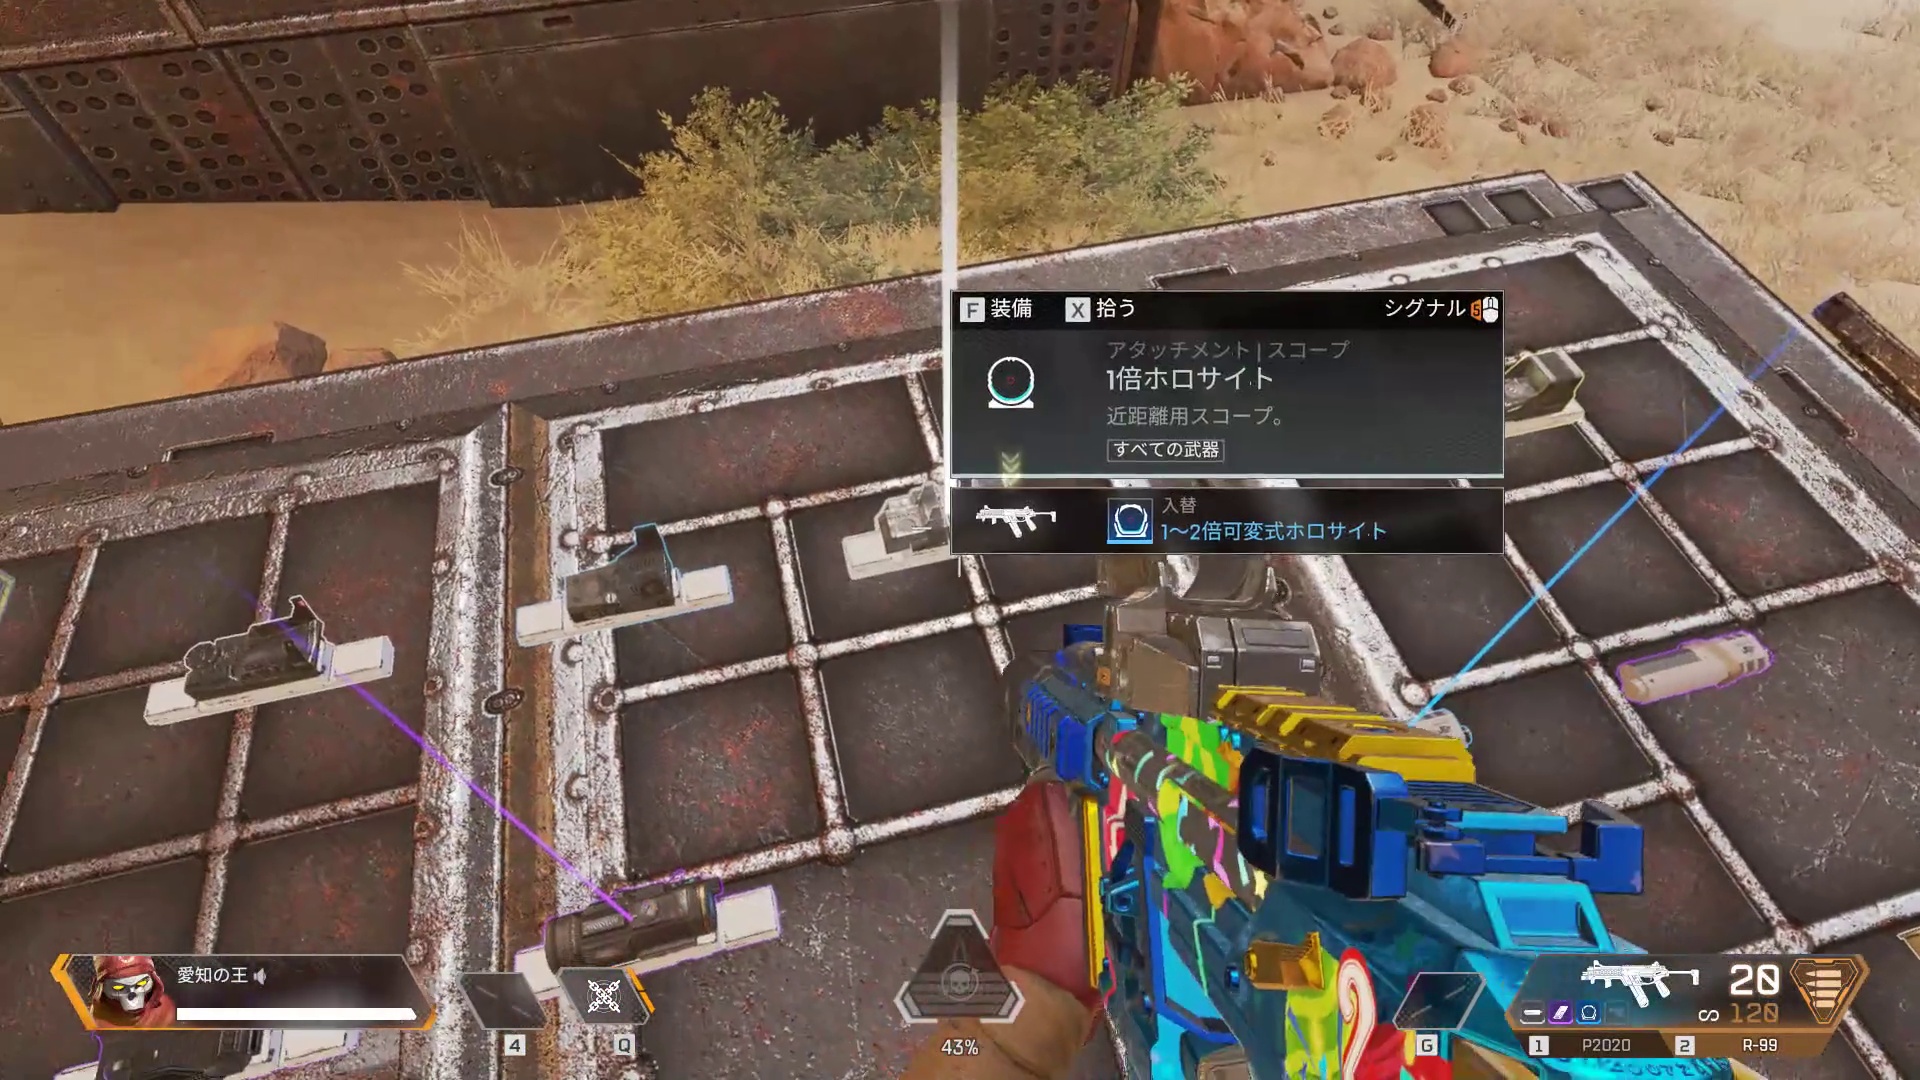 F 装備 X 拾う シグナル 5
アタッチメント | スコープ
1倍ホロサイト
近距離用スコープ。
すべての武器
入替
1～2倍可変式ホロサイト
愛知の王
4
Q
43%
G
20
∞ 120
1 P2020 2 R-99